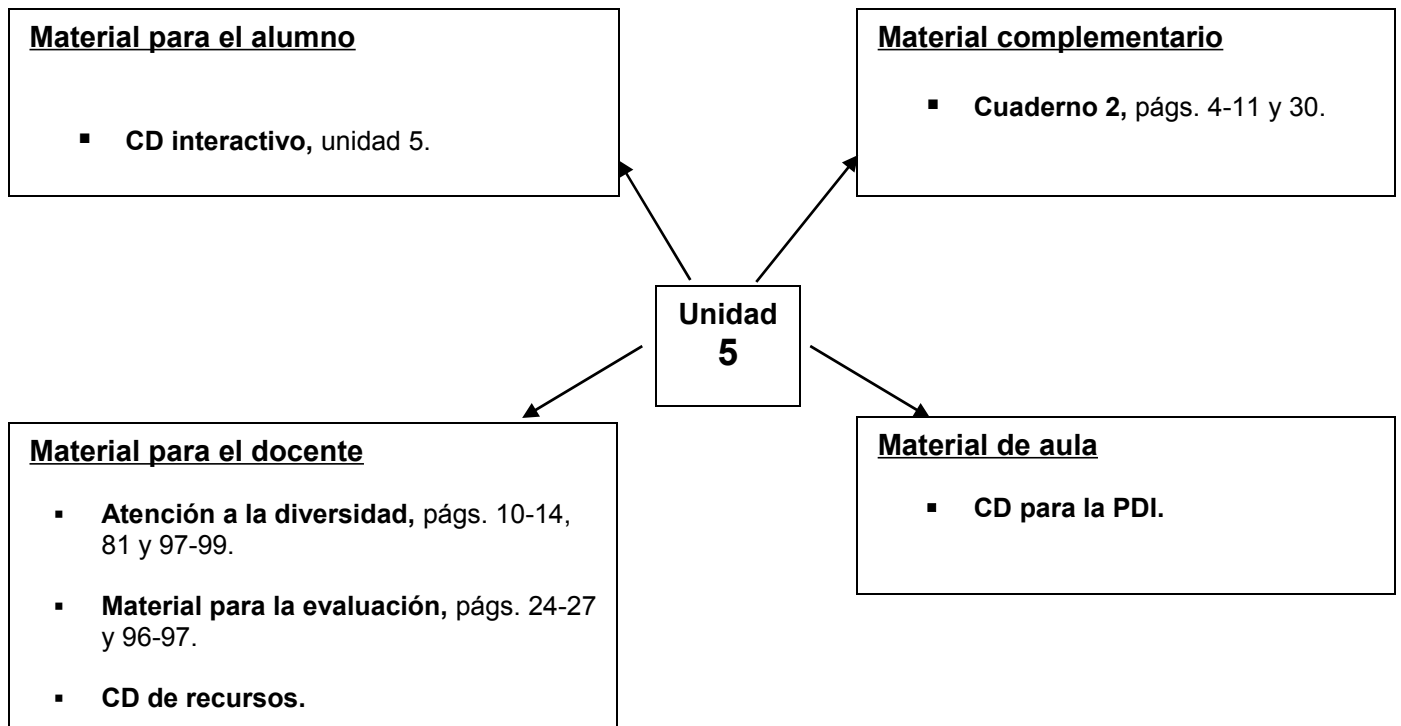 Material para el alumno
▪ CD interactivo, unidad 5.
Material complementario
▪ Cuaderno 2, págs. 4-11 y 30.
Unidad
5
Material para el docente
▪ Atención a la diversidad, págs. 10-14,
81 y 97-99.
▪ Material para la evaluación, págs. 24-27
y 96-97.
▪ CD de recursos.
Material de aula
▪ CD para la PDI.